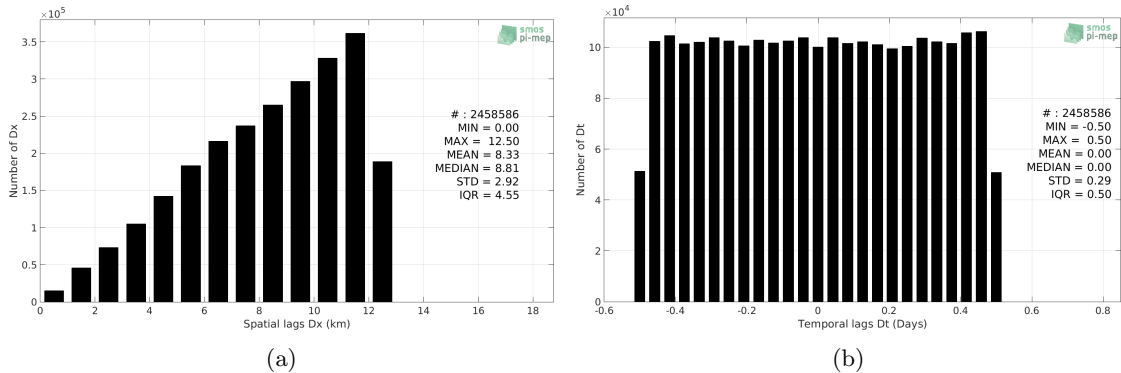 ×10⁵
3.5
3
2.5
2
1.5
1
0.5
0
0 2 4 6 8 10 12 14 16 18
Number of Dx
Spatial lags Dx (km)
smos
pi-mep
# : 2458586
MIN = 0.00
MAX = 12.50
MEAN = 8.33
MEDIAN = 8.81
STD = 2.92
IQR = 4.55
(a)
×10⁴
10
8
6
4
2
0
-0.6 -0.4 -0.2 0 0.2 0.4 0.6 0.8
Number of Dt
Temporal lags Dt (Days)
smos
pi-mep
# : 2458586
MIN = -0.50
MAX = 0.50
MEAN = 0.00
MEDIAN = 0.00
STD = 0.29
IQR = 0.50
(b)